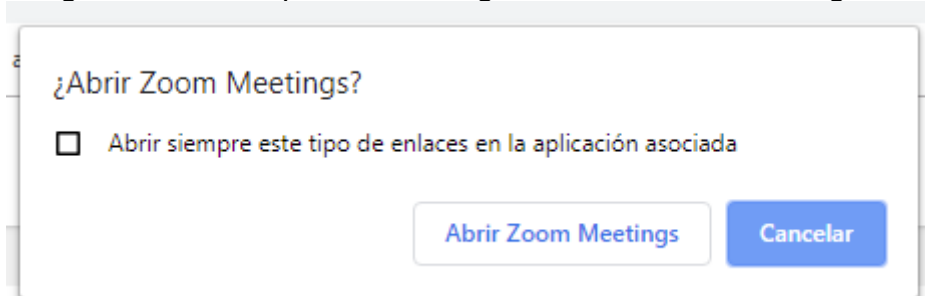 ¿Abrir Zoom Meetings?
Abrir siempre este tipo de enlaces en la aplicación asociada
Abrir Zoom Meetings Cancelar